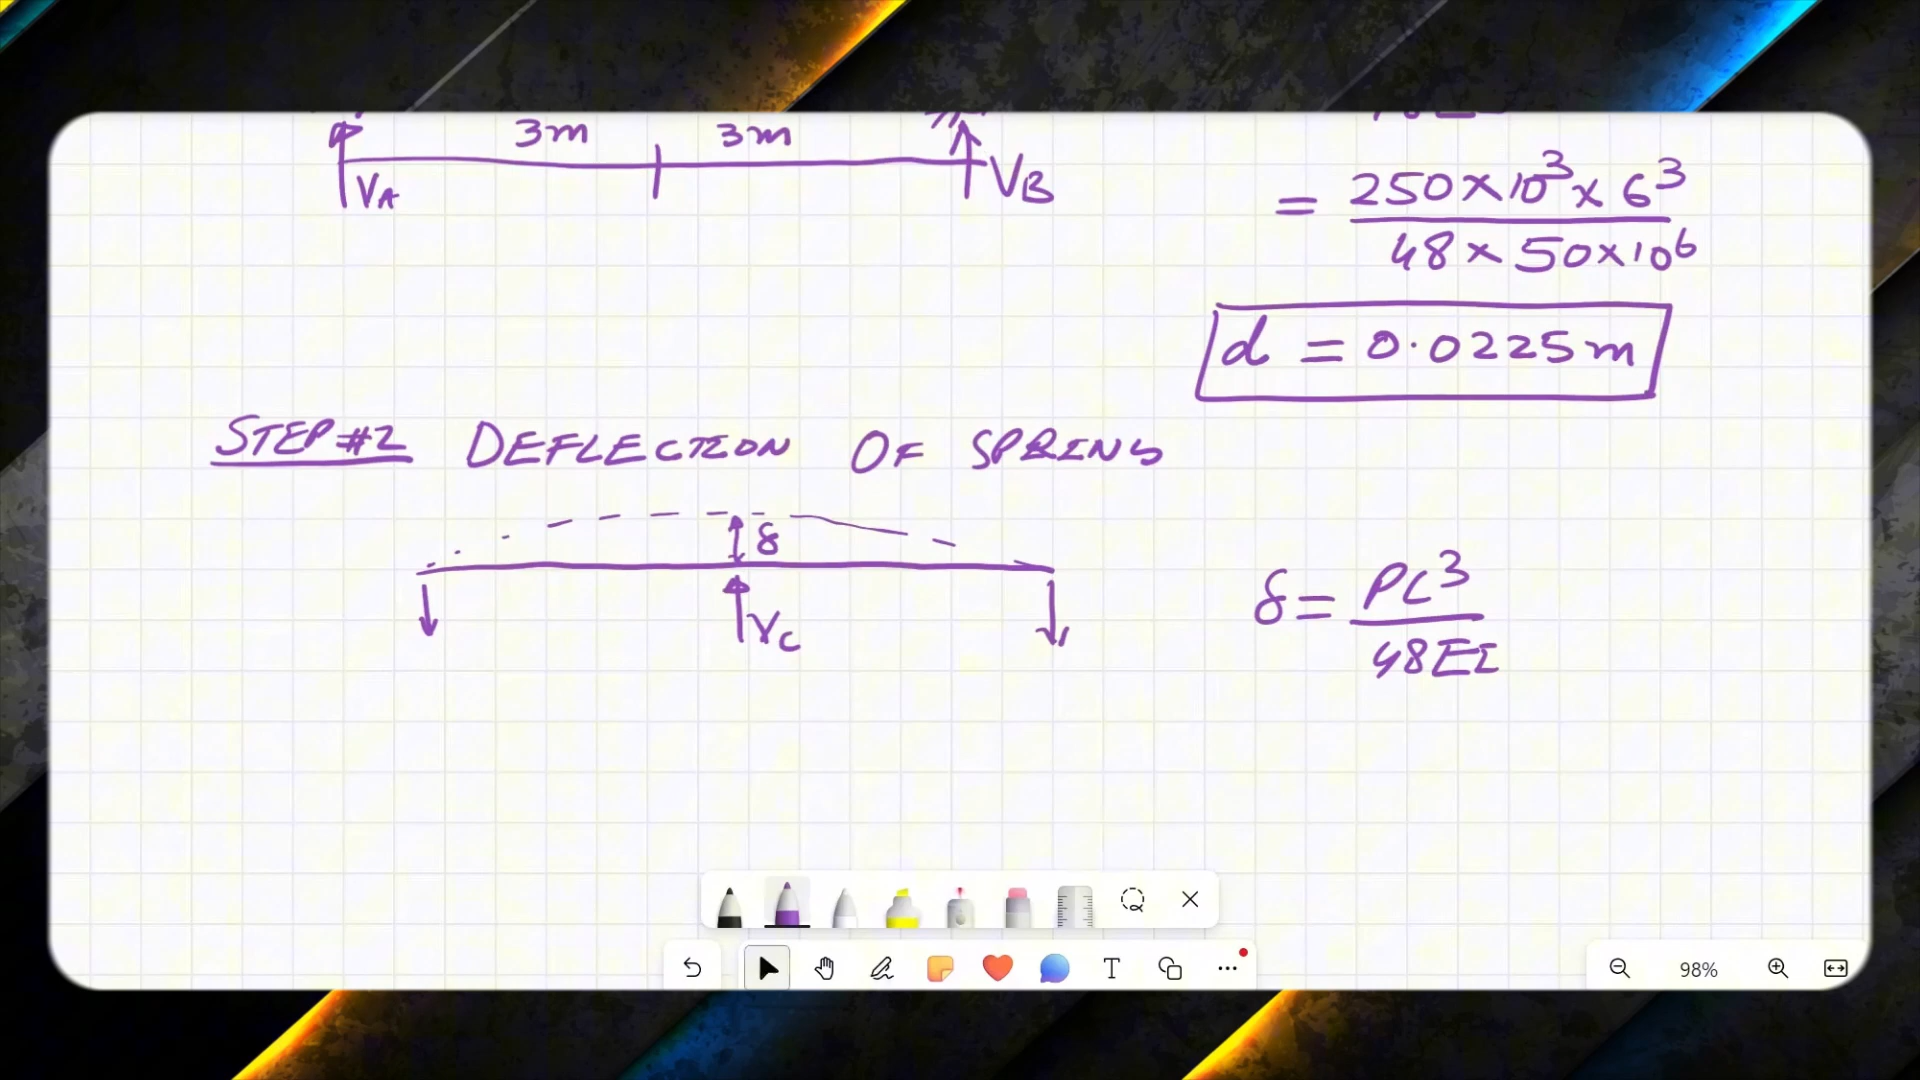 3m 3m
VA VB
= 250×10³× 6³
48 × 50×10⁶
d = 0.0225m
STEP#2 DEFLECTION OF SPRING
δ
VC
δ = PL³
48EI
T
98%